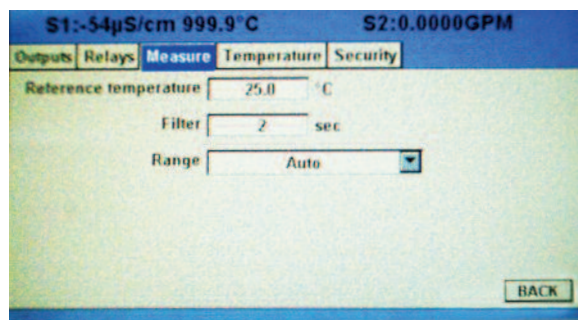 S1:-54µS/cm 999.9°C S2:0.0000GPM
Outputs Relays Measure Temperature Security
Reference temperature 25.0 °C
Filter 2 sec
Range Auto
BACK